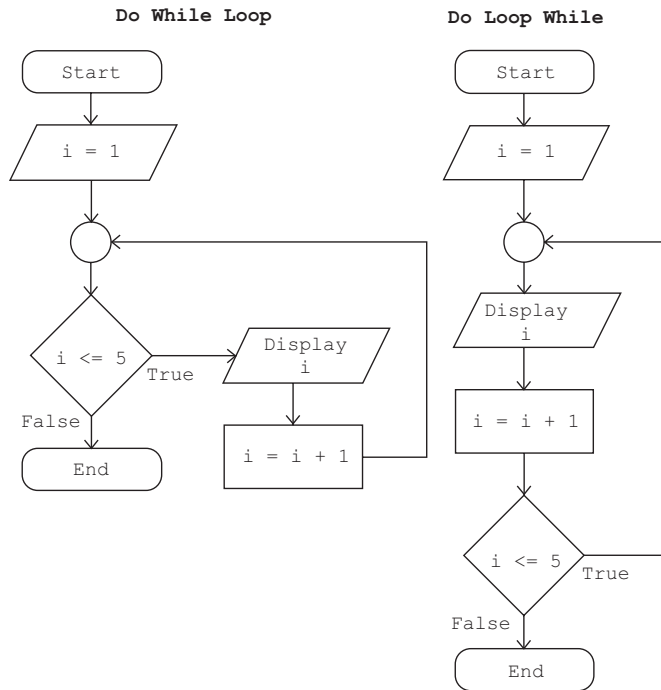 Do While Loop
Start
i = 1
i <= 5
True
False
End
Display
i
i = i + 1
Do Loop While
Start
i = 1
Display
i
i = i + 1
i <= 5
True
False
End